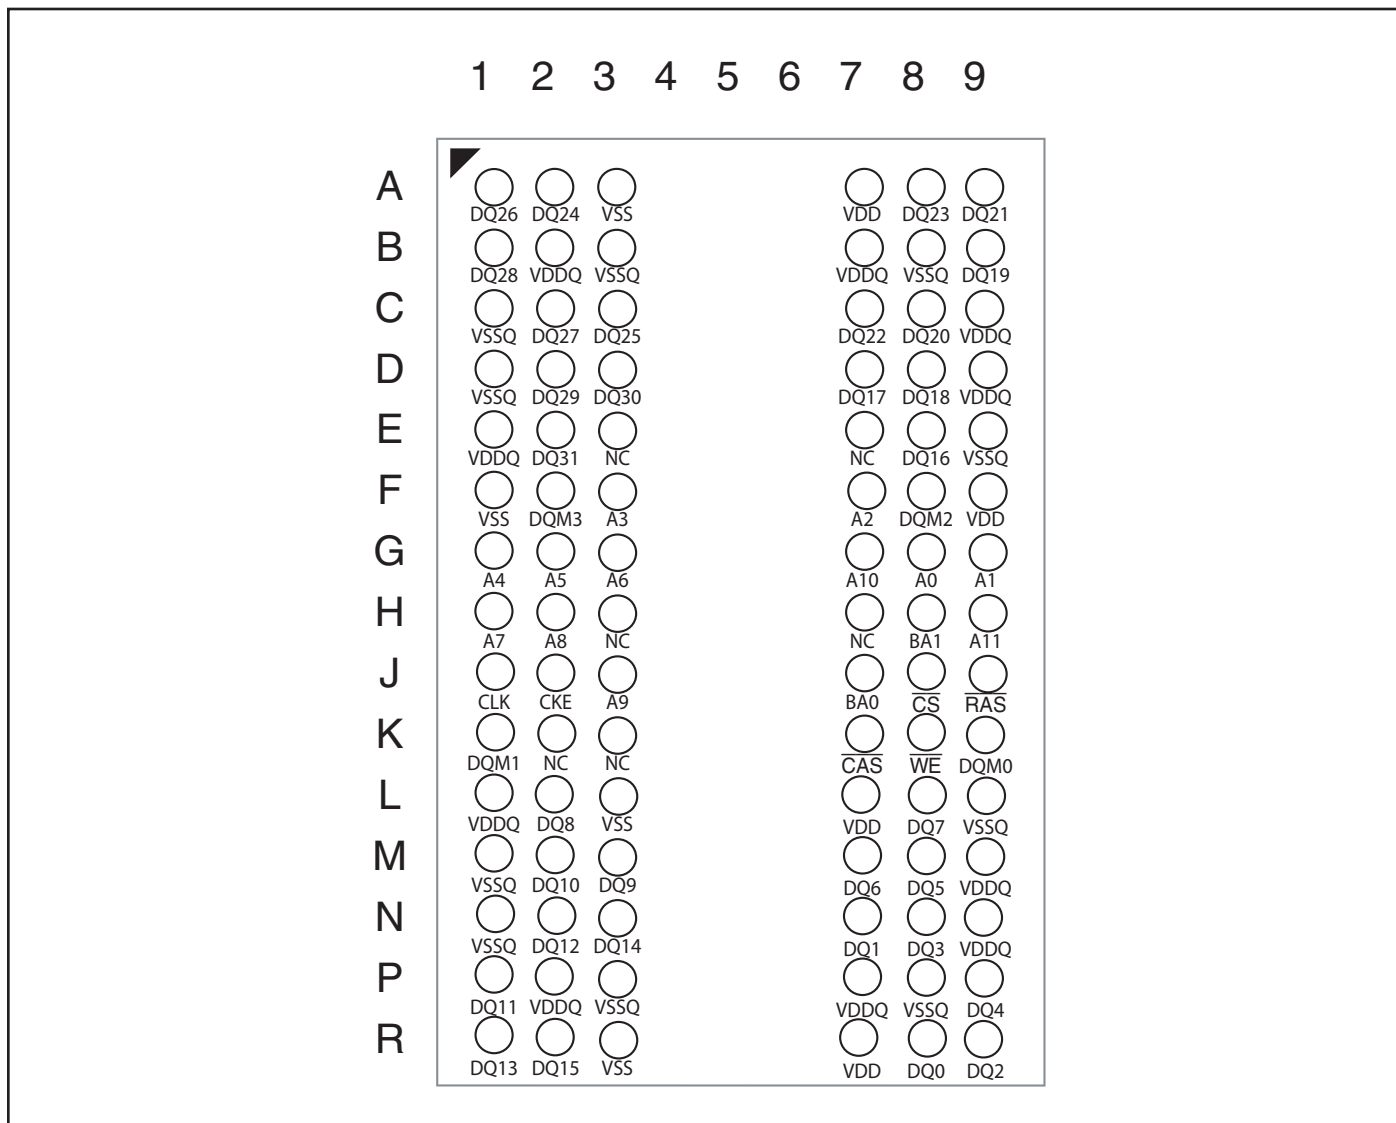 1 2 3 4 5 6 7 8 9
A
DQ26 DQ24 VSS VDD DQ23 DQ21
B
DQ28 VDDQ VSSQ VDDQ VSSQ DQ19
C
VSSQ DQ27 DQ25 DQ22 DQ20 VDDQ
D
VSSQ DQ29 DQ30 DQ17 DQ18 VDDQ
E
VDDQ DQ31 NC NC DQ16 VSSQ
F
VSS DQM3 A3 A2 DQM2 VDD
G
A4 A5 A6 A10 A0 A1
H
A7 A8 NC NC BA1 A11
J
CLK CKE A9 BA0 C̅S̅ R̅A̅S̅
K
DQM1 NC NC C̅A̅S̅ W̅E̅ DQM0
L
VDDQ DQ8 VSS VDD DQ7 VSSQ
M
VSSQ DQ10 DQ9 DQ6 DQ5 VDDQ
N
VSSQ DQ12 DQ14 DQ1 DQ3 VDDQ
P
DQ11 VDDQ VSSQ VDDQ VSSQ DQ4
R
DQ13 DQ15 VSS VDD DQ0 DQ2